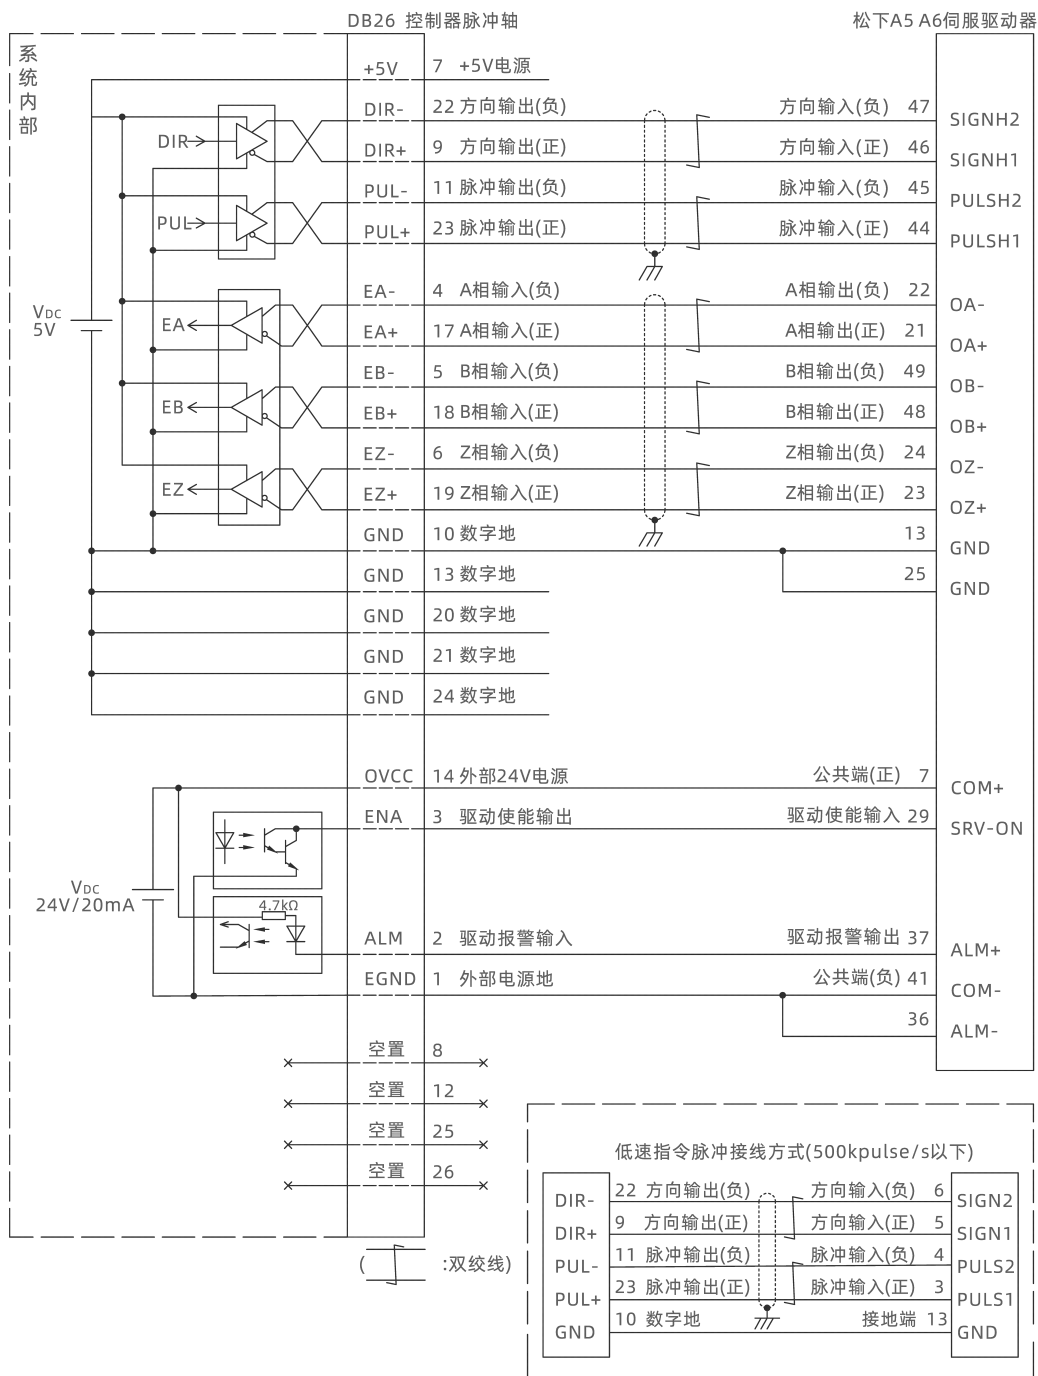 DB26 控制器脉冲轴
松下A5 A6伺服驱动器
系统内部
+5V 7 +5V电源
DIR- 22 方向输出(负) 方向输入(负) 47 SIGNH2
DIR
DIR+ 9 方向输出(正) 方向输入(正) 46 SIGNH1
PUL- 11 脉冲输出(负) 脉冲输入(负) 45 PULSH2
PUL
PUL+ 23 脉冲输出(正) 脉冲输入(正) 44 PULSH1
EA- 4 A相输入(负) A相输出(负) 22 OA-
VDC
5V
EA
EA+ 17 A相输入(正) A相输出(正) 21 OA+
EB- 5 B相输入(负) B相输出(负) 49 OB-
EB
EB+ 18 B相输入(正) B相输出(正) 48 OB+
EZ- 6 Z相输入(负) Z相输出(负) 24 OZ-
EZ
EZ+ 19 Z相输入(正) Z相输出(正) 23 OZ+
GND 10 数字地 13 GND
GND 13 数字地 25 GND
GND 20 数字地
GND 21 数字地
GND 24 数字地
OVCC 14 外部24V电源 公共端(正) 7 COM+
ENA 3 驱动使能输出 驱动使能输入 29 SRV-ON
VDC
24V/20mA
4.7kΩ
ALM 2 驱动报警输入 驱动报警输出 37 ALM+
EGND 1 外部电源地 公共端(负) 41 COM-
36 ALM-
空置 8
空置 12
空置 25
空置 26
( :双绞线)
低速指令脉冲接线方式(500kpulse/s以下)
DIR- 22 方向输出(负) 方向输入(负) 6 SIGN2
DIR+ 9 方向输出(正) 方向输入(正) 5 SIGN1
PUL- 11 脉冲输出(负) 脉冲输入(负) 4 PULS2
PUL+ 23 脉冲输出(正) 脉冲输入(正) 3 PULS1
GND 10 数字地 接地端 13 GND